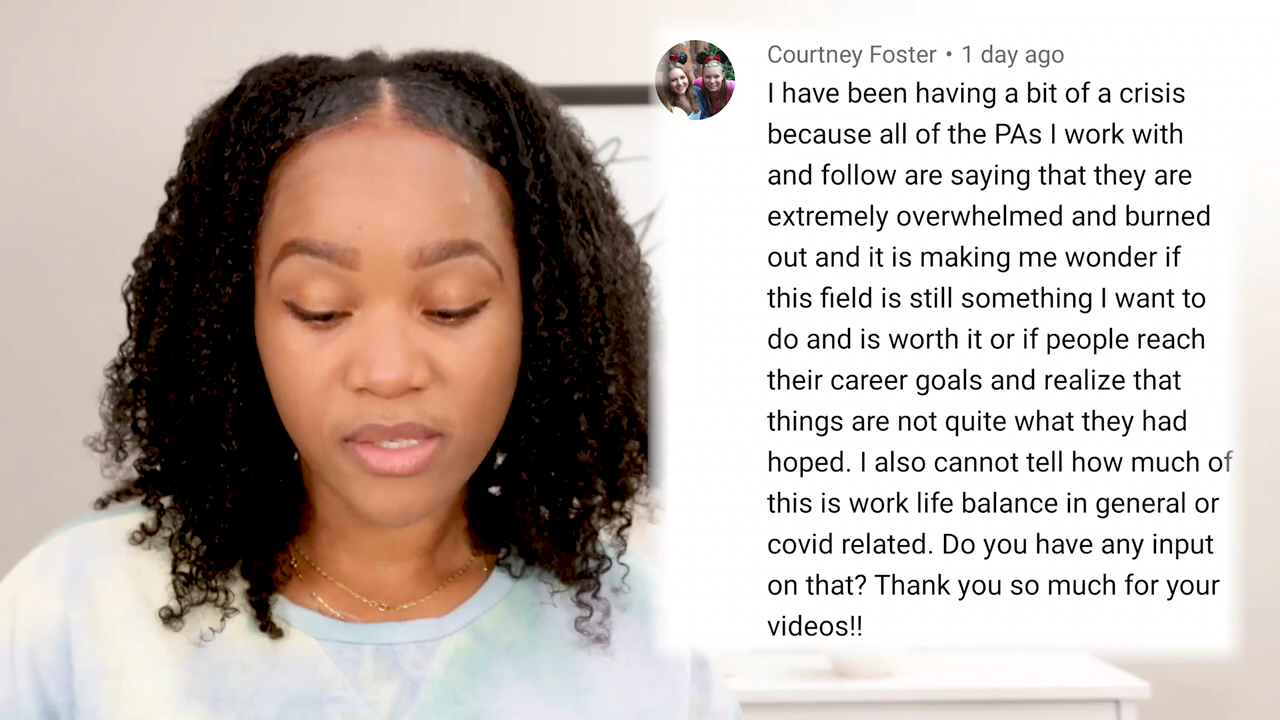 Courtney Foster • 1 day ago
I have been having a bit of a crisis
because all of the PAs I work with
and follow are saying that they are
extremely overwhelmed and burned
out and it is making me wonder if
this field is still something I want to
do and is worth it or if people reach
their career goals and realize that
things are not quite what they had
hoped. I also cannot tell how much of
this is work life balance in general or
covid related. Do you have any input
on that? Thank you so much for your
videos!!